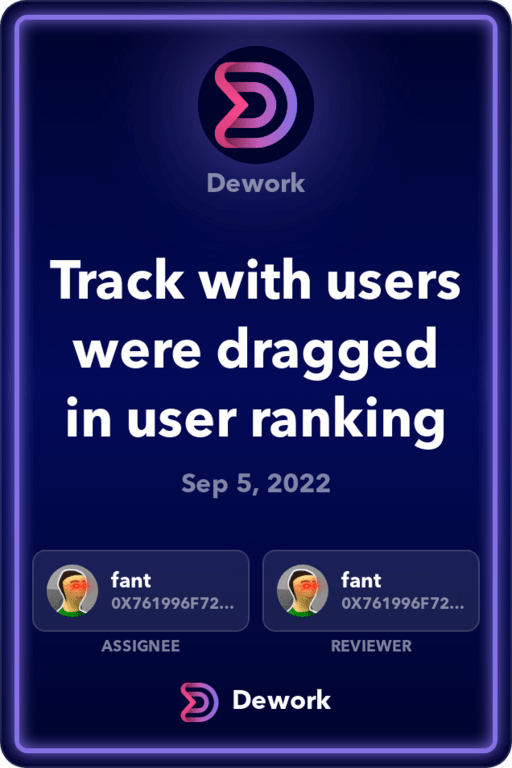 Dework
Track with users
were dragged
in user ranking
Sep 5, 2022
fant
0X761996F72...
ASSIGNEE
fant
0X761996F72...
REVIEWER
Dework